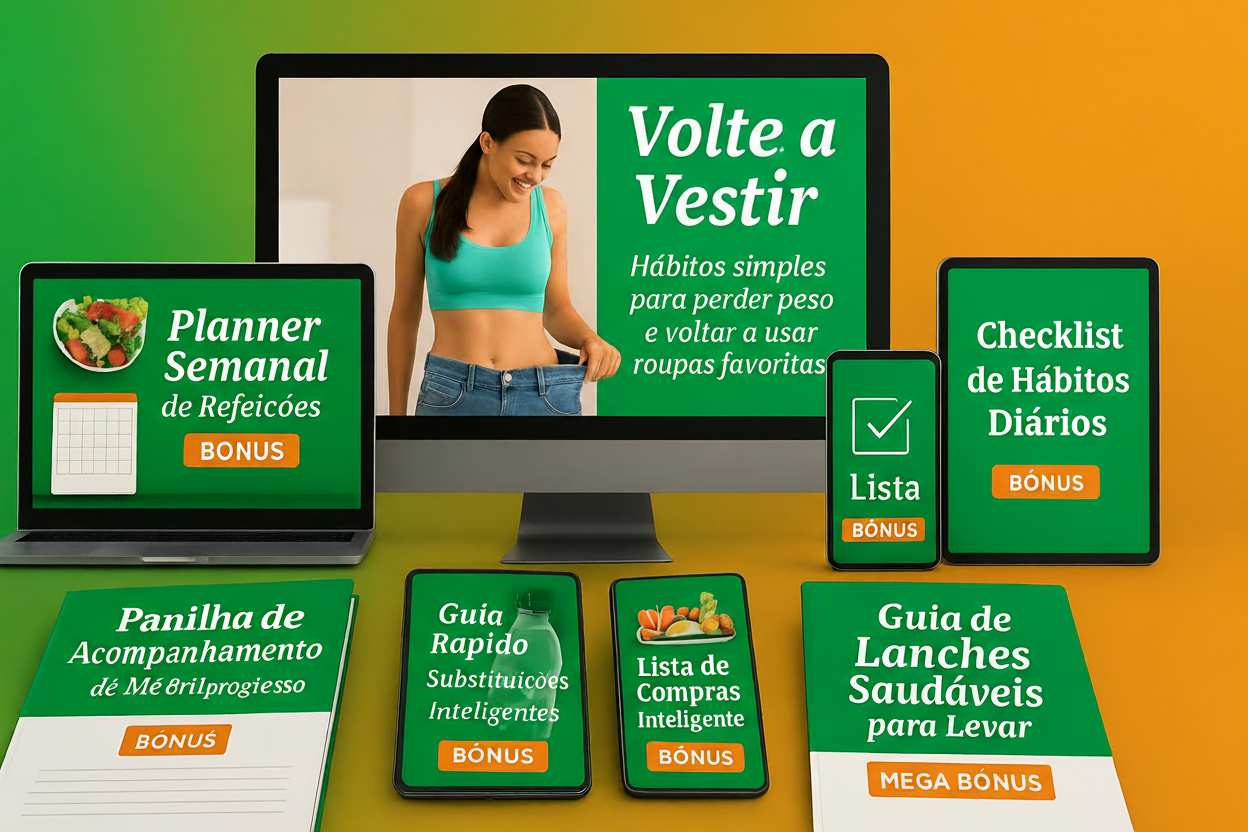 Volte a
Vestir
Hábitos simples
para perder peso
e voltar a usar
roupas favoritas
Planner
Semanal
de Refeicóes
BONUS
Lista
BÓNUS
Checklist
de Hábitos
Diários
BÓNUS
Panilha de
Acompanhamento
dé Mé Brilprogiesso
BÓNUŚ
Guia
Rapido
Substituicòes
Inteligentes
BÓNUS
Lista de
Compras
Inteligente
BÓNUS
Guia de
Lanches
Saudáveis
para Levar
MEGA BÓNUS